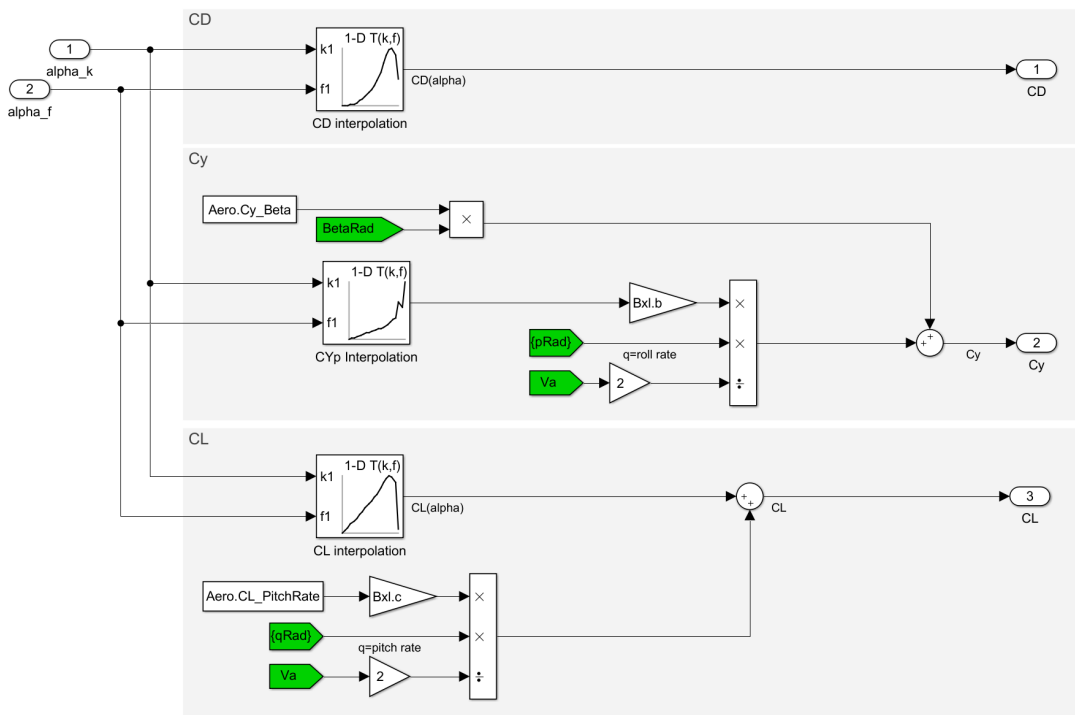 CD
1
alpha_k
2
alpha_f
1-D T(k,f)
k1
f1
CD interpolation
CD(alpha)
1
CD
Cy
Aero.Cy_Beta
BetaRad
×
1-D T(k,f)
k1
f1
CYp Interpolation
Bxl.b
{pRad}
q=roll rate
Va
2
×
×
÷
+
+
Cy
2
Cy
CL
1-D T(k,f)
k1
f1
CL interpolation
CL(alpha)
+
+
CL
3
CL
Aero.CL_PitchRate
Bxl.c
{qRad}
q=pitch rate
Va
2
×
×
÷